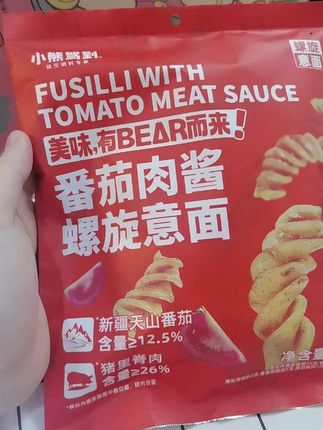 小熊驾到
螺旋
意面
FUSILLI WITH
TOMATO MEAT SAUCE
美味,有BEAR而来!
番茄肉酱
螺旋意面
*新疆天山番茄
含量≥12.5%
*猪里脊肉
含量≥26%
净含量